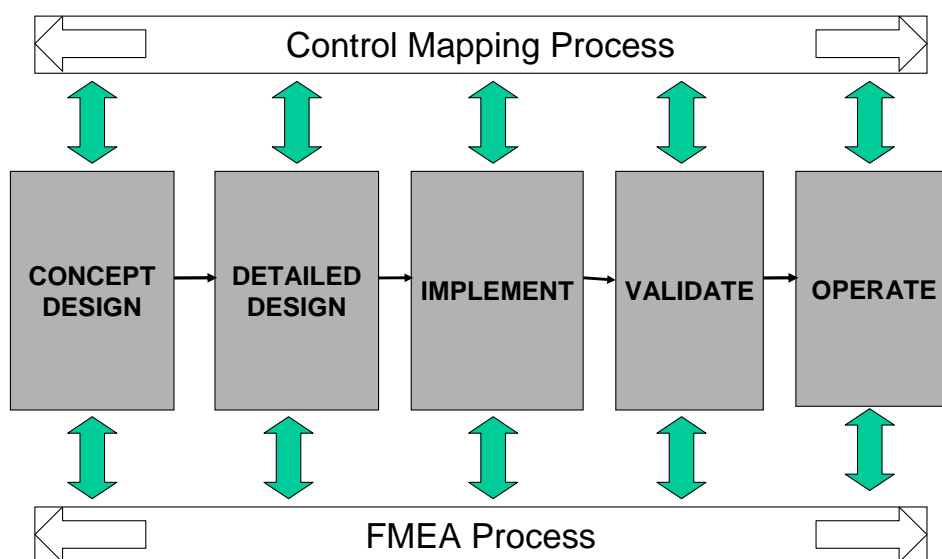 Control Mapping Process
CONCEPT
DESIGN
DETAILED
DESIGN
IMPLEMENT
VALIDATE
OPERATE
FMEA Process